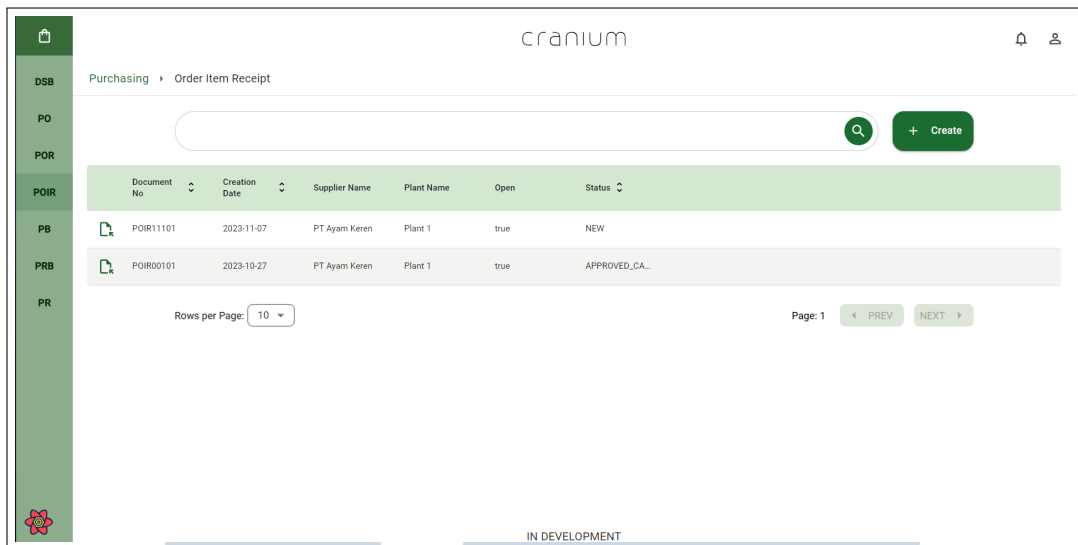 cranium
DSB
PO
POR
POIR
PB
PRB
PR
Purchasing Order Item Receipt
+ Create
Document No Creation Date Supplier Name Plant Name Open Status
POIR11101 2023-11-07 PT Ayam Keren Plant 1 true NEW
POIR00101 2023-10-27 PT Ayam Keren Plant 1 true APPROVED_CA...
Rows per Page: 10 Page: 1 PREV NEXT
IN DEVELOPMENT